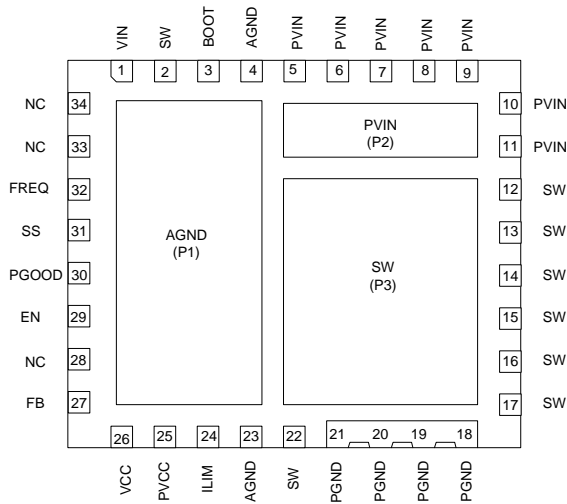 VIN SW BOOT AGND PVIN PVIN PVIN PVIN PVIN
1 2 3 4 5 6 7 8 9
NC 34
NC 33
FREQ 32
SS 31
PGOOD 30
EN 29
NC 28
FB 27
AGND
(P1)
PVIN
(P2)
SW
(P3)
10 PVIN
11 PVIN
12 SW
13 SW
14 SW
15 SW
16 SW
17 SW
26 25 24 23 22 21 20 19 18
VCC PVCC ILIM AGND SW PGND PGND PGND PGND